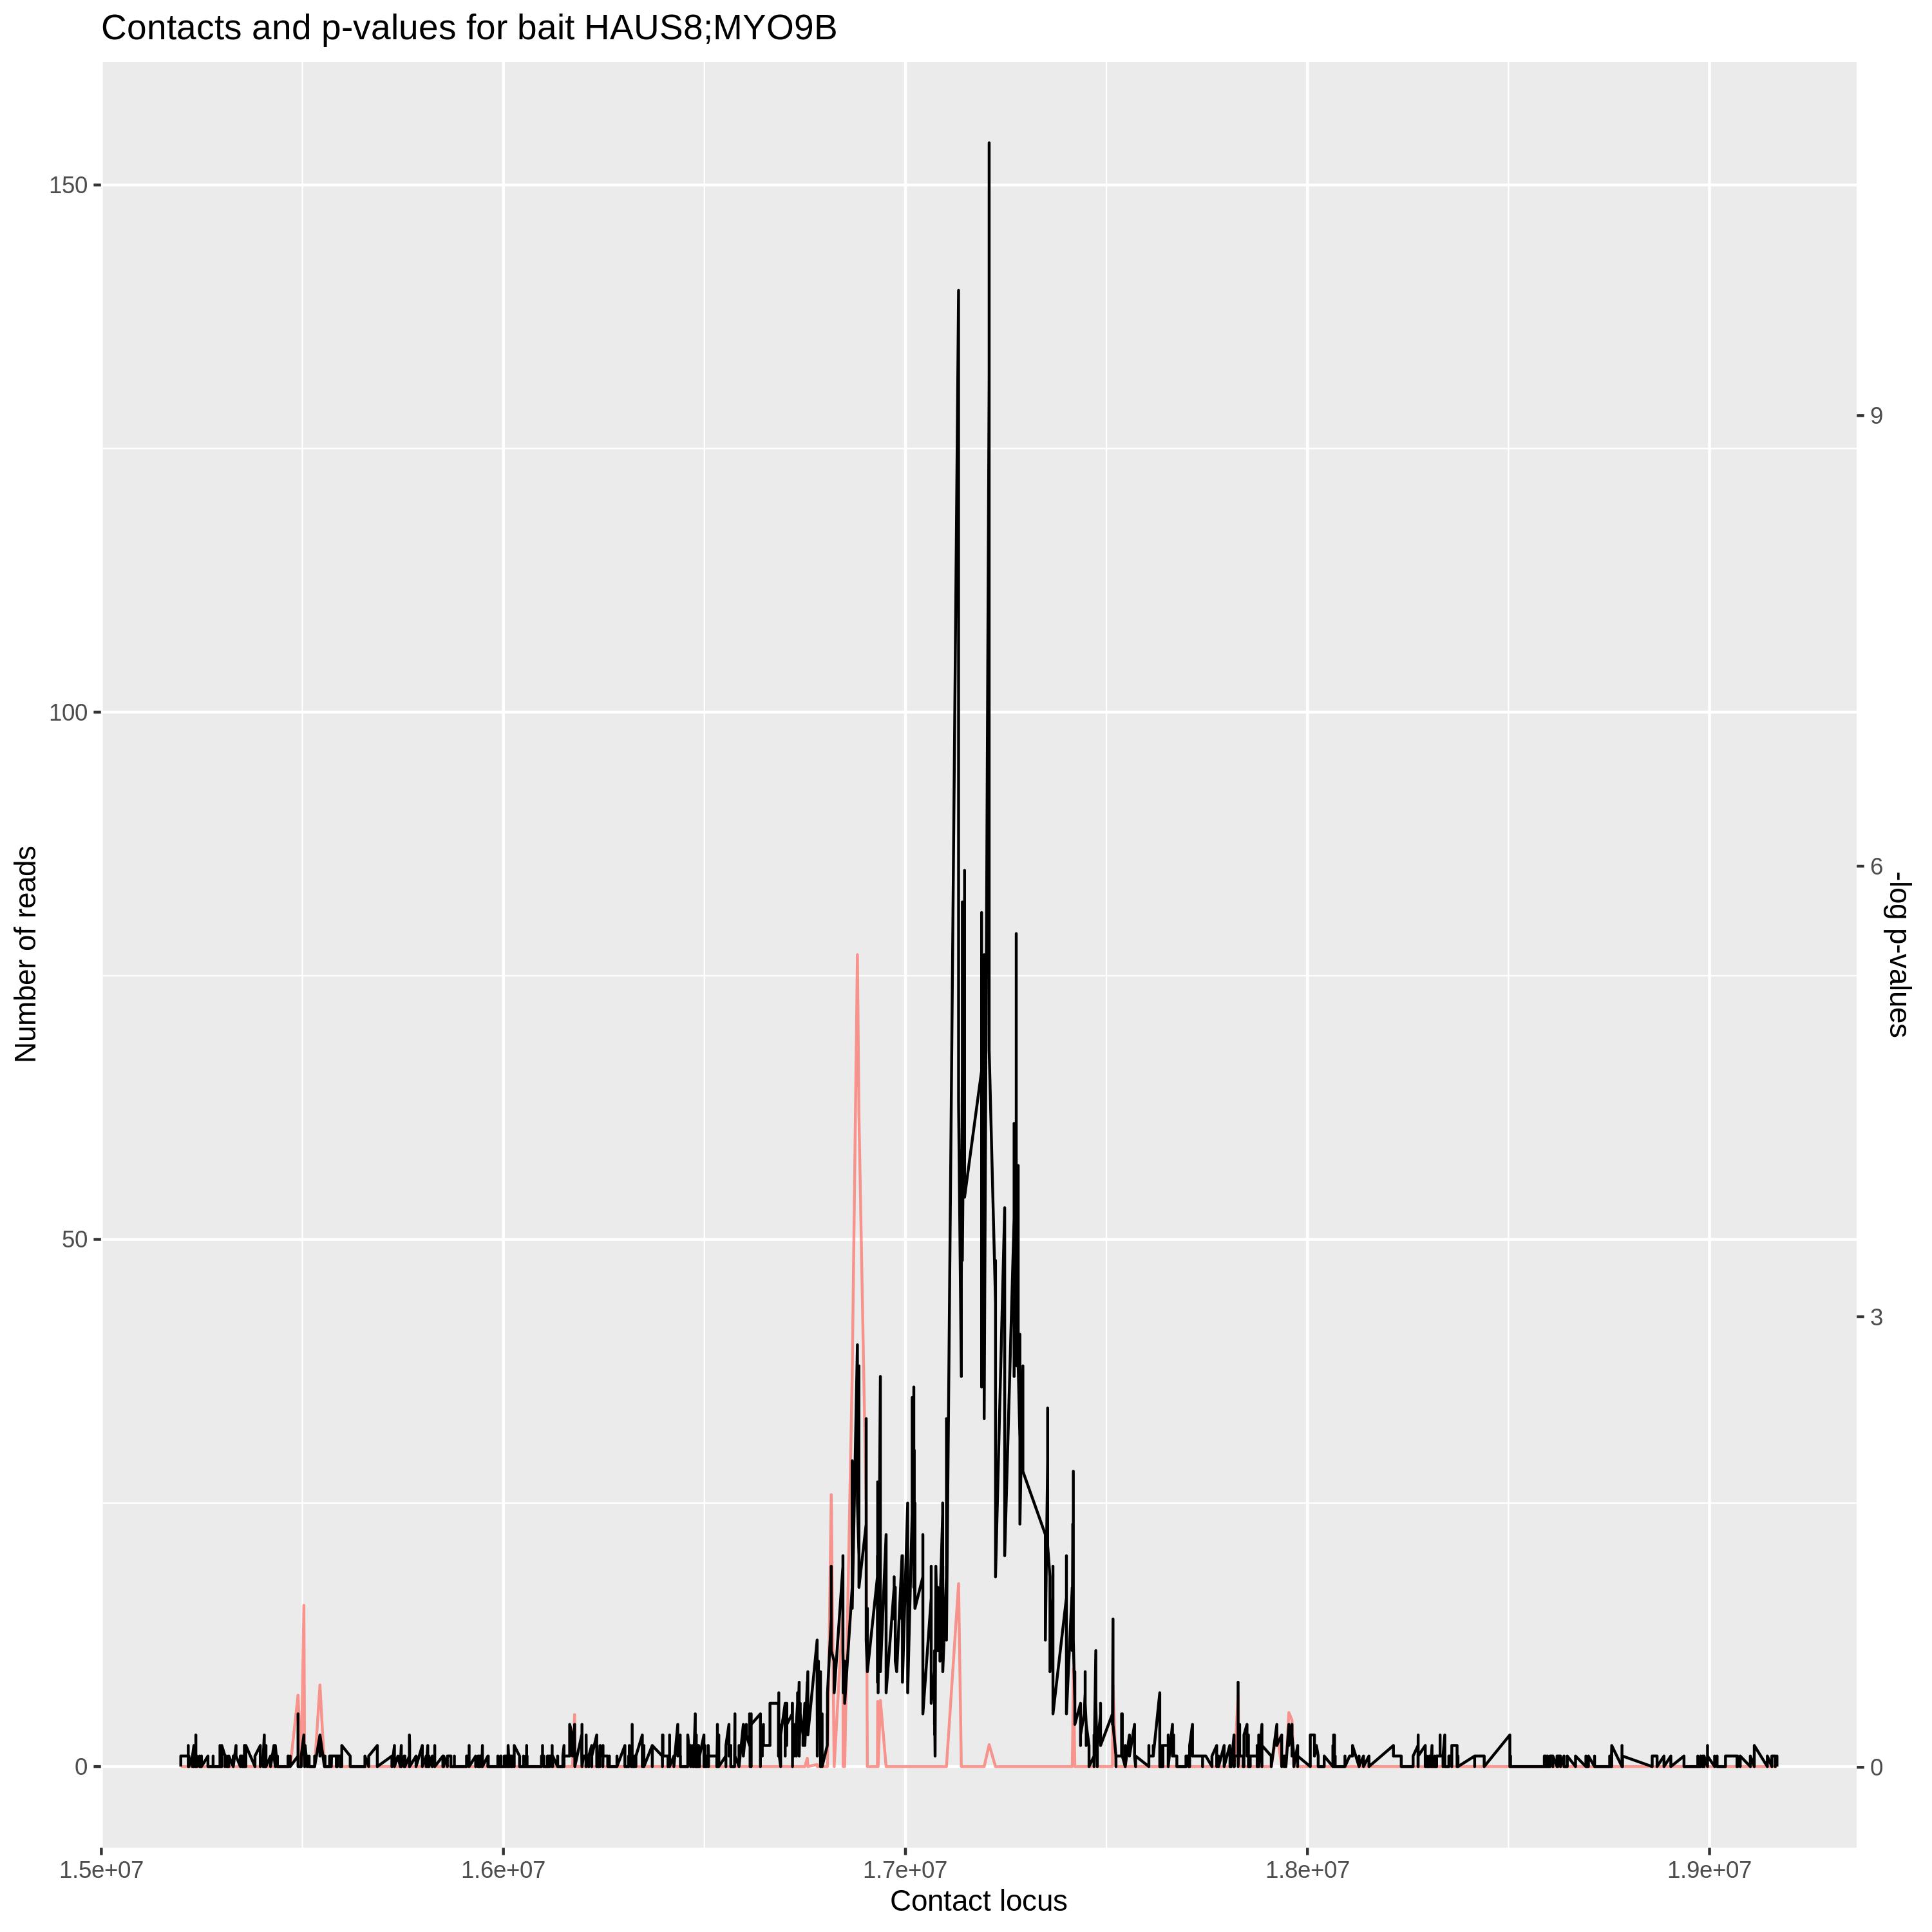 Contacts and p-values for bait HAUS8;MYO9B
150
100
50
0
Number of reads
9
6
3
0
-log p-values
1.5e+07 1.6e+07 1.7e+07 1.8e+07 1.9e+07
Contact locus